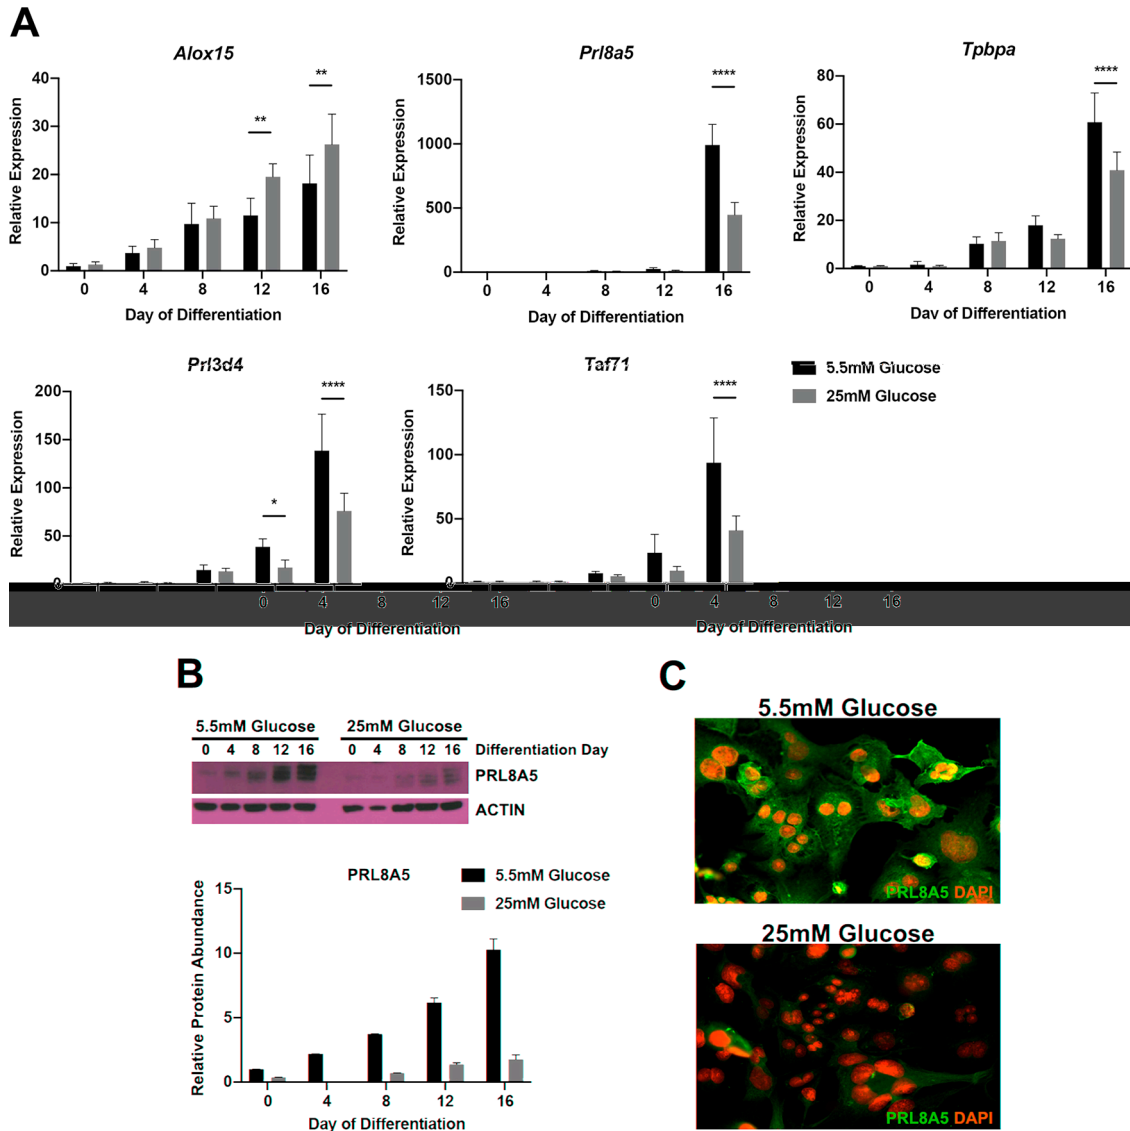 A
Alox15
Prl8a5
Tpbpa
Relative Expression
40
30
20
10
0
**
**
0 4 8 12 16
Day of Differentiation
Relative Expression
1500
1000
500
0
****
0 4 8 12 16
Day of Differentiation
Relative Expression
80
60
40
20
0
****
0 4 8 12 16
Day of Differentiation
Prl3d4
Taf71
5.5mM Glucose
25mM Glucose
Relative Expression
200
150
100
50
0
*
****
0 4 8 12 16
Day of Differentiation
Relative Expression
150
100
50
0
****
0 4 8 12 16
Day of Differentiation
B
5.5mM Glucose 25mM Glucose
0 4 8 12 16 0 4 8 12 16 Differentiation Day
PRL8A5
ACTIN
PRL8A5
5.5mM Glucose
25mM Glucose
Relative Protein Abundance
15
10
5
0
0 4 8 12 16
Day of Differentiation
C
5.5mM Glucose
PRL8A5 DAPI
25mM Glucose
PRL8A5 DAPI